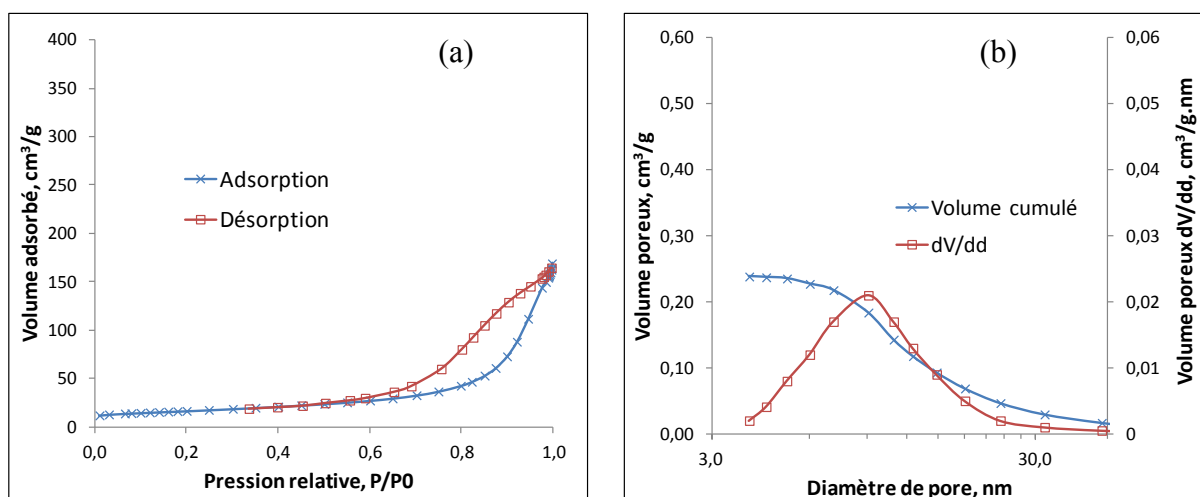 (a)
400
350
300
250
200
150
100
50
0
Volume adsorbé, cm³/g
Adsorption
Désorption
0,0 0,2 0,4 0,6 0,8 1,0
Pression relative, P/P0
(b)
0,60
0,50
0,40
0,30
0,20
0,10
0,00
Volume poreux, cm³/g
Volume cumulé
dV/dd
0,06
0,05
0,04
0,03
0,02
0,01
0
Volume poreux dV/dd, cm³/g.nm
3,0 30,0
Diamètre de pore, nm